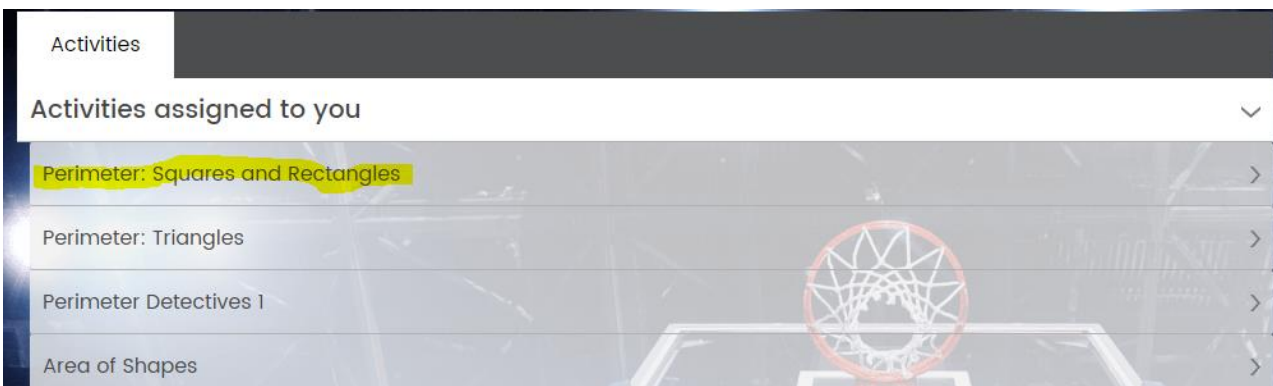 Activities
Activities assigned to you
Perimeter: Squares and Rectangles
Perimeter: Triangles
Perimeter Detectives 1
Area of Shapes